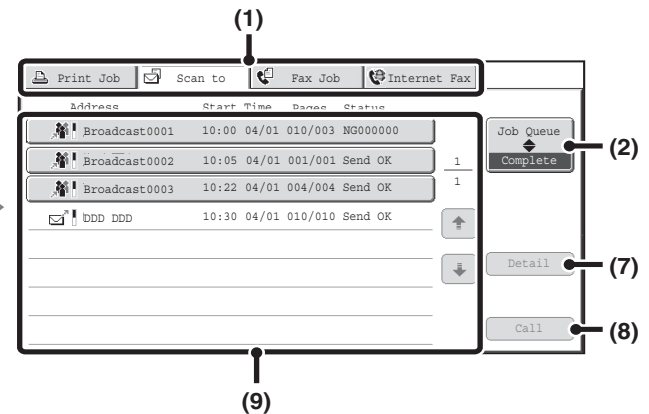 (1)
Print Job Scan to Fax Job Internet Fax
Address Start Time Pages Status
Broadcast0001 10:00 04/01 010/003 NG000000
Broadcast0002 10:05 04/01 001/001 Send OK
Broadcast0003 10:22 04/01 004/004 Send OK
DDD DDD 10:30 04/01 010/010 Send OK
1
1
Job Queue
Complete
(2)
Detail
(7)
Call
(8)
(9)